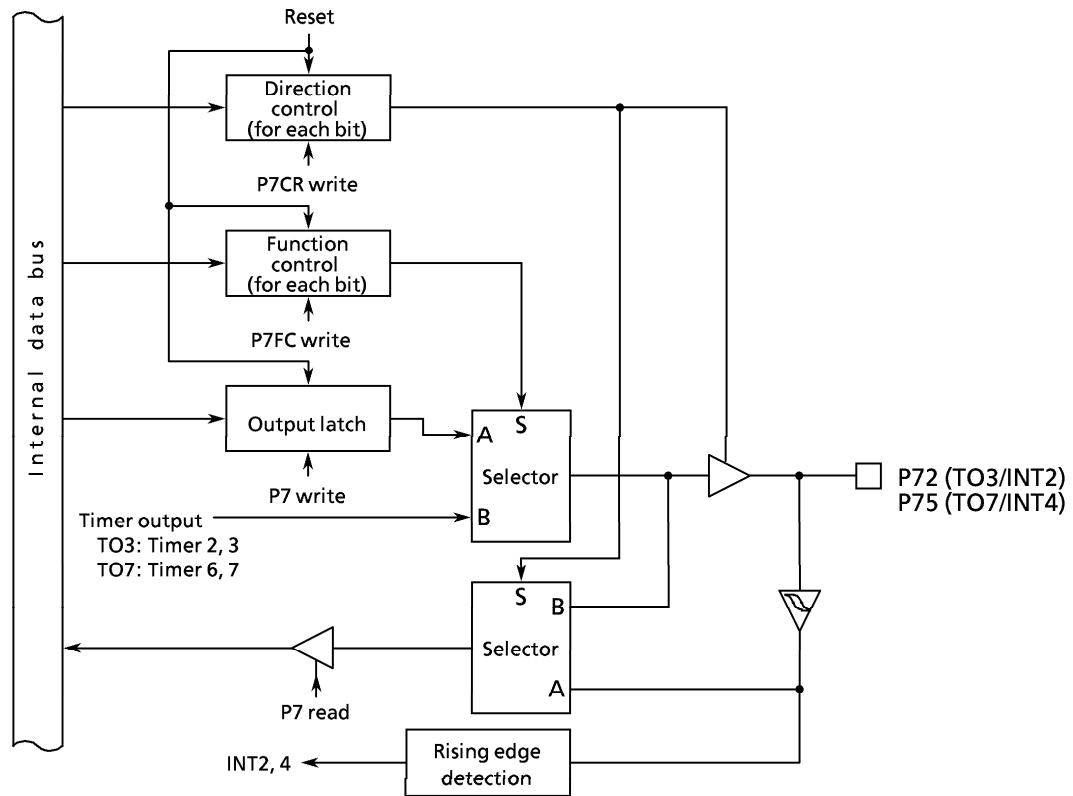 Reset
Internal data bus
Direction
control
(for each bit)
P7CR write
Function
control
(for each bit)
P7FC write
Output latch
P7 write
S
A
Selector
B
P72 (TO3/INT2)
P75 (TO7/INT4)
Timer output
TO3: Timer 2, 3
TO7: Timer 6, 7
S
B
Selector
A
P7 read
Rising edge
detection
INT2, 4